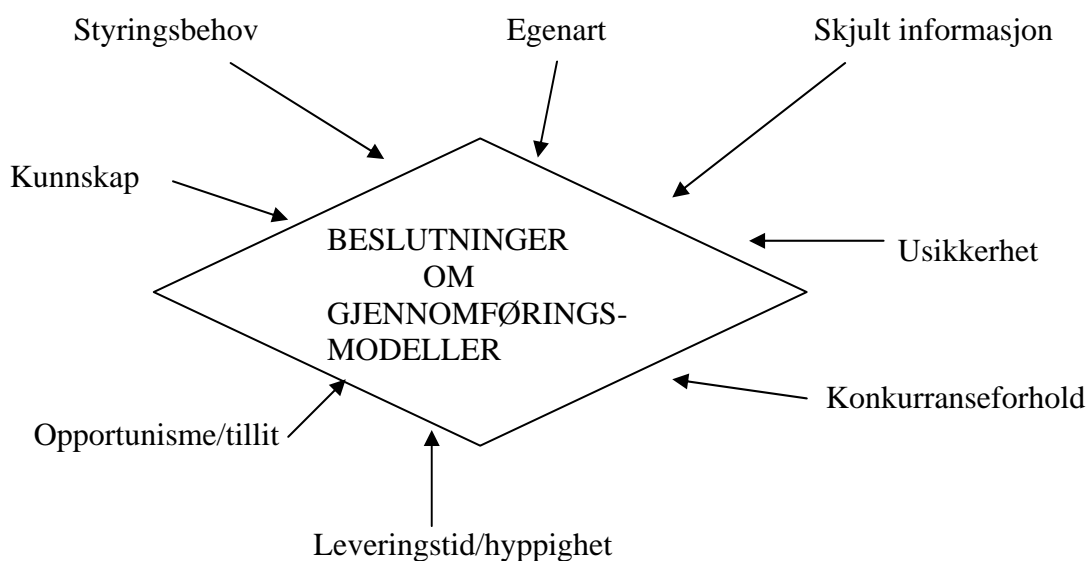 Styringsbehov
Egenart
Skjult informasjon
Kunnskap
BESLUTNINGER
OM
GJENNOMFØRINGS-
MODELLER
Usikkerhet
Konkurranseforhold
Opportunisme/tillit
Leveringstid/hyppighet